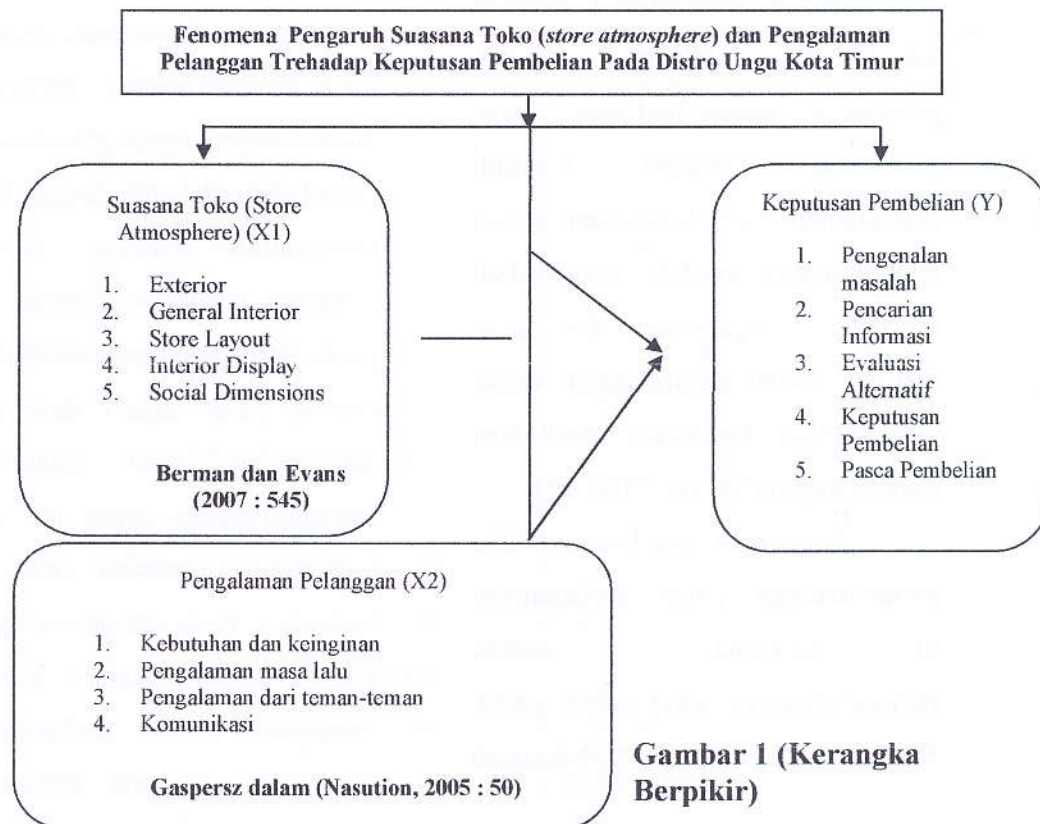 Fenomena Pengaruh Suasana Toko (store atmosphere) dan Pengalaman
Pelanggan Trehadap Keputusan Pembelian Pada Distro Ungu Kota Timur
Suasana Toko (Store
Atmosphere) (X1)
1. Exterior
2. General Interior
3. Store Layout
4. Interior Display
5. Social Dimensions
Berman dan Evans
(2007 : 545)
Keputusan Pembelian (Y)
1. Pengenalan
masalah
2. Pencarian
Informasi
3. Evaluasi
Alternatif
4. Keputusan
Pembelian
5. Pasca Pembelian
Pengalaman Pelanggan (X2)
1. Kebutuhan dan keinginan
2. Pengalaman masa lalu
3. Pengalaman dari teman-teman
4. Komunikasi
Gaspersz dalam (Nasution, 2005 : 50)
Gambar 1 (Kerangka
Berpikir)